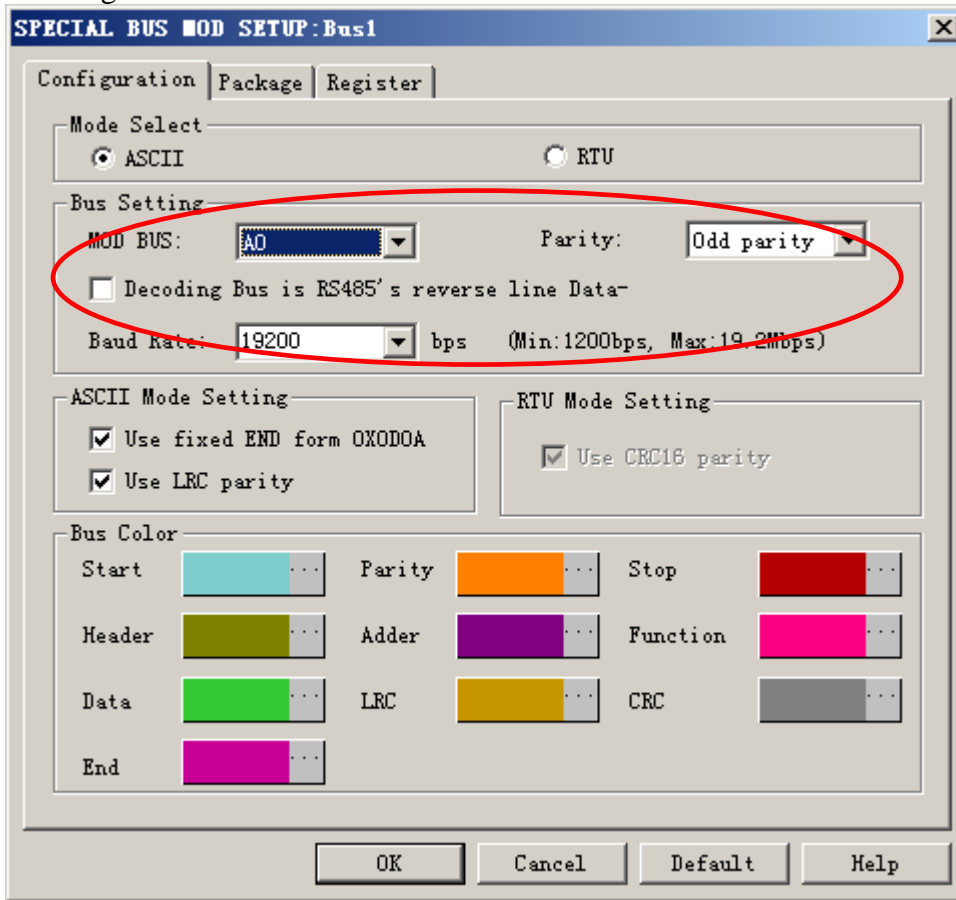 SPECIAL BUS MOD SETUP:Bus1
Configuration Package Register
Mode Select
ASCII RTU
Bus Setting
MOD BUS: A0 Parity: Odd parity
Decoding Bus is RS485's reverse line Data-
Baud Rate: 19200 bps (Min:1200bps, Max:19.2Mbps)
ASCII Mode Setting RTU Mode Setting
Use fixed END form 0X0D0A
Use CRC16 parity
Use LRC parity
Bus Color
Start ... Parity ... Stop ...
Header ... Adder ... Function ...
Data ... LRC ... CRC ...
End ...
OK Cancel Default Help